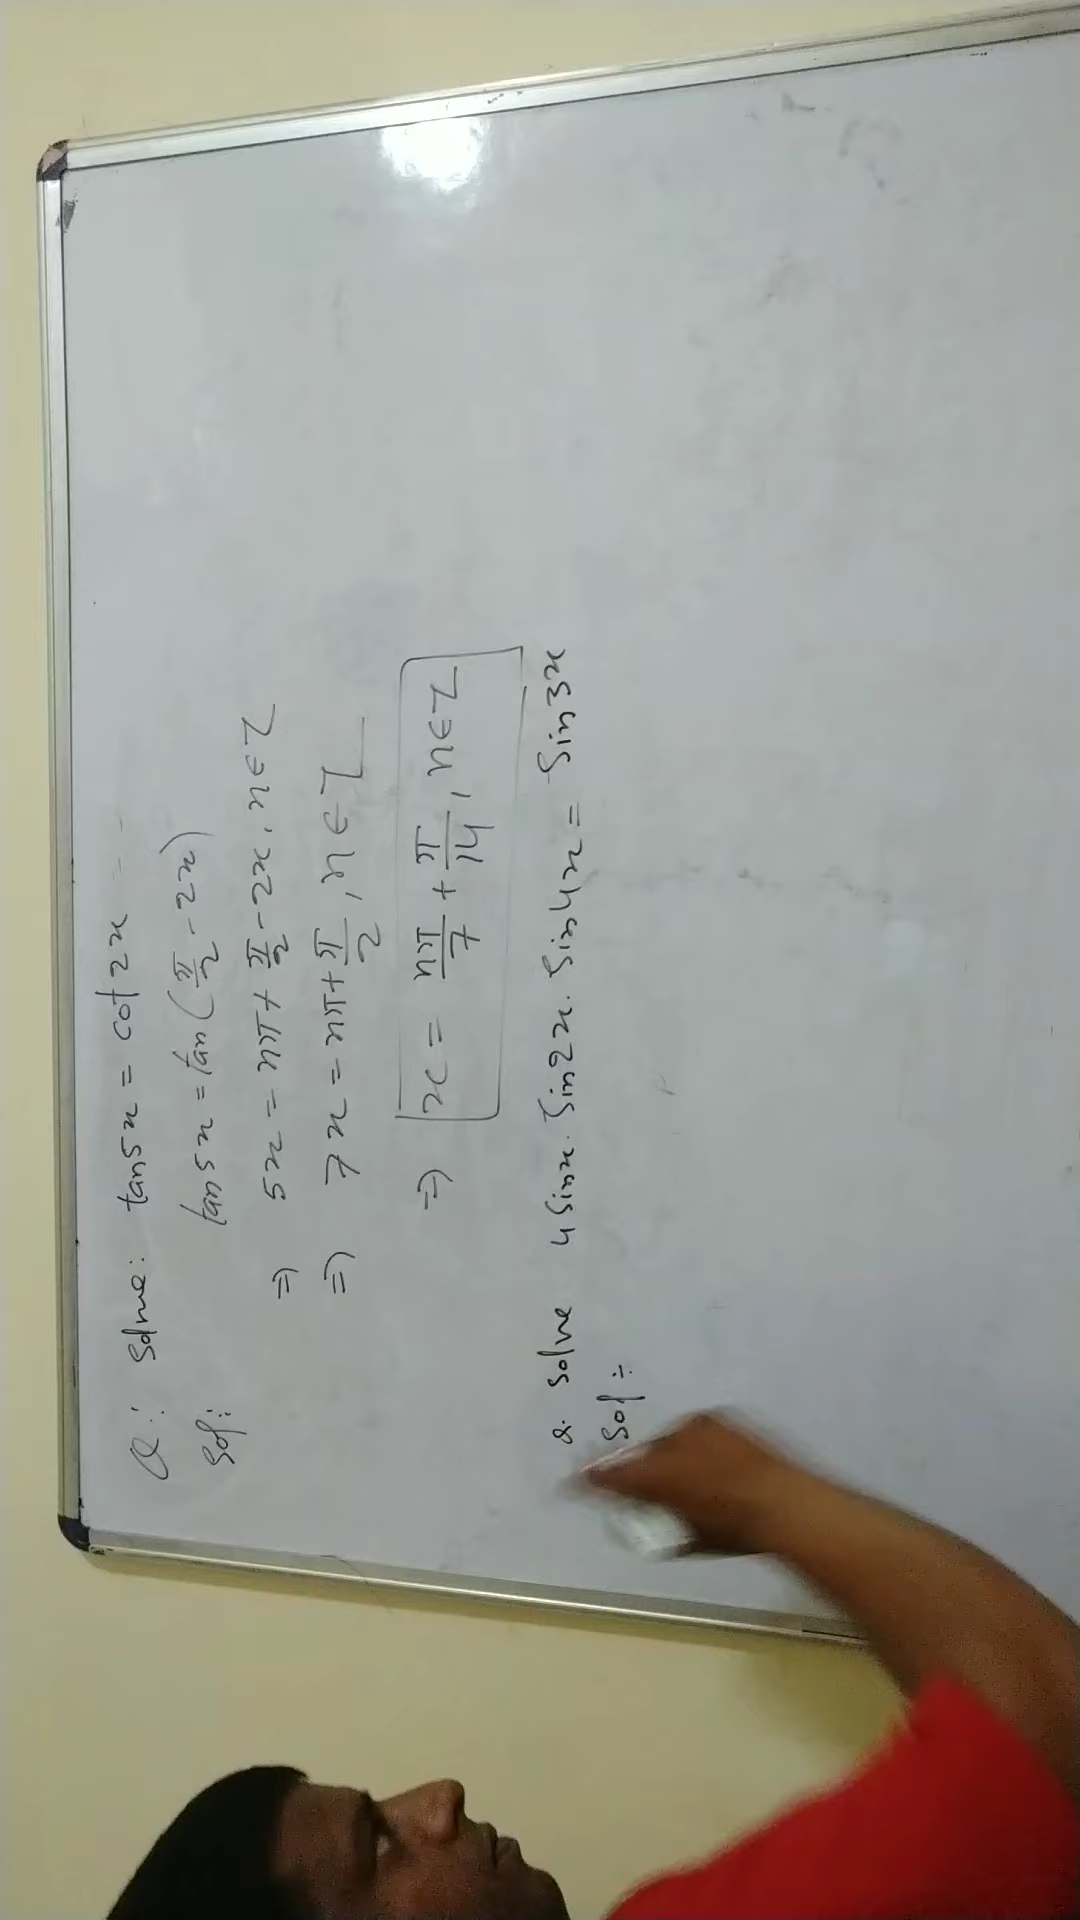 Q: Solve: tan5x = cot2x
Sol: tan5x = tan(π/2 - 2x)
⇒ 5x = nπ + π/2 - 2x, n∈Z
⇒ 7x = nπ + π/2, n∈Z
⇒ x = nπ/7 + π/14, n∈Z
Q. Solve 4 Sinx. Sin2x. Sin4x = Sin3x
Sol: